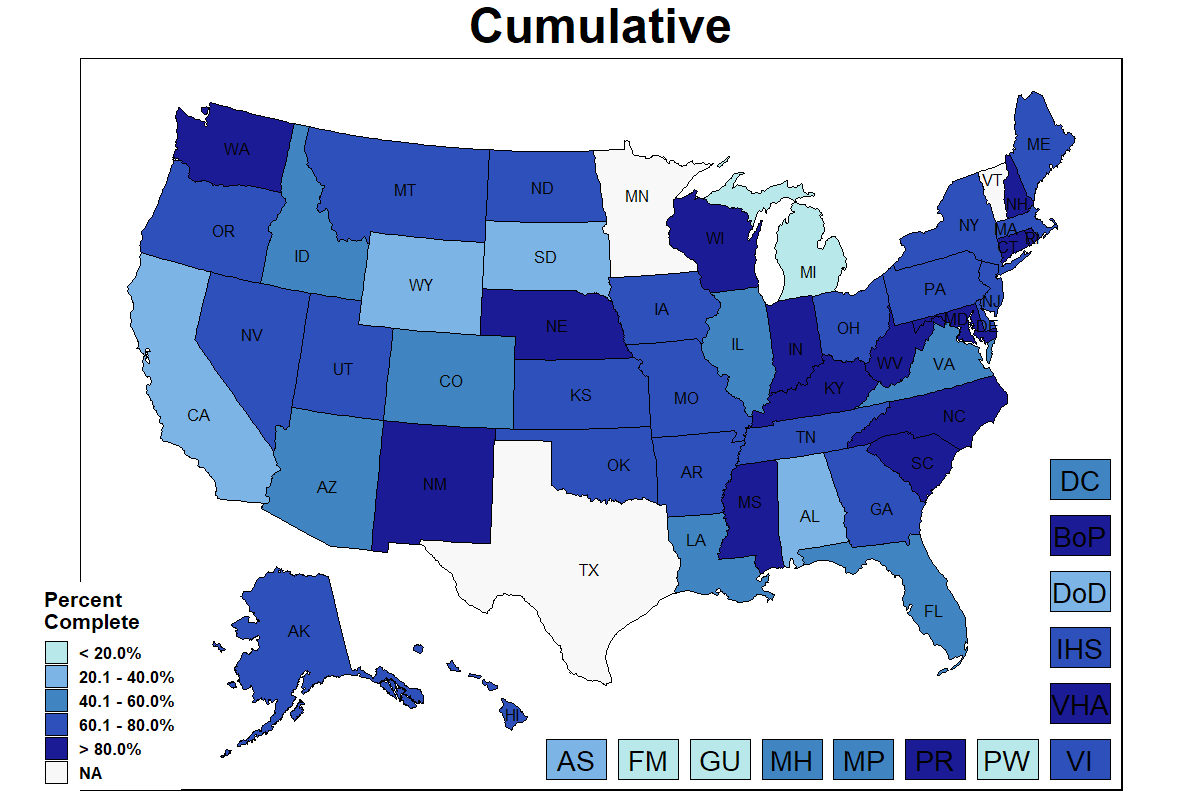 Cumulative
WA
MT
ND
MN
ME
VT
NH
OR
ID
WY
SD
WI
MI
NY
MA
CT
RI
NV
UT
CO
NE
IA
IL
IN
OH
PA
NJ
MD
DE
WV
VA
CA
KS
MO
KY
NC
TN
SC
AZ
NM
OK
AR
MS
AL
GA
LA
TX
FL
AK
HI
DC
BoP
DoD
IHS
VHA
AS FM GU MH MP PR PW VI
Percent
Complete
< 20.0%
20.1 - 40.0%
40.1 - 60.0%
60.1 - 80.0%
> 80.0%
NA